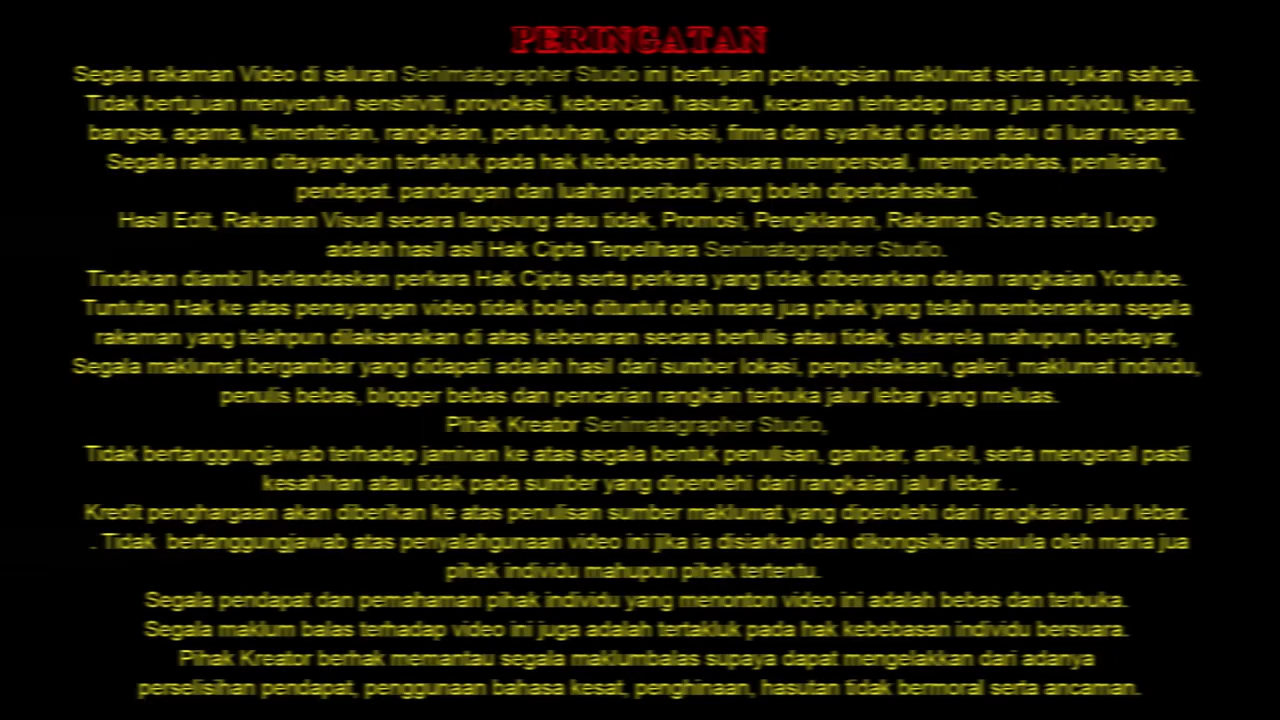 PERINGATAN
Segala rakaman Video di saluran Senimatagrapher Studio ini bertujuan perkongsian maklumat serta rujukan sahaja.
Tidak bertujuan menyentuh sensitiviti, provokasi, kebencian, hasutan, kecaman terhadap mana jua individu, kaum,
bangsa, agama, kementerian, rangkaian, pertubuhan, organisasi, firma dan syarikat di dalam atau di luar negara.
Segala rakaman ditayangkan tertakluk pada hak kebebasan bersuara mempersoal, memperbahas, penilaian,
pendapat. pandangan dan luahan peribadi yang boleh diperbahaskan.
Hasil Edit, Rakaman Visual secara langsung atau tidak, Promosi, Pengiklanan, Rakaman Suara serta Logo
adalah hasil asli Hak Cipta Terpelihara Senimatagrapher Studio.
Tindakan diambil berlandaskan perkara Hak Cipta serta perkara yang tidak dibenarkan dalam rangkaian Youtube.
Tuntutan Hak ke atas penayangan video tidak boleh dituntut oleh mana jua pihak yang telah membenarkan segala
rakaman yang telahpun dilaksanakan di atas kebenaran secara bertulis atau tidak, sukarela mahupun berbayar,
Segala maklumat bergambar yang didapati adalah hasil dari sumber lokasi, perpustakaan, galeri, maklumat individu,
penulis bebas, blogger bebas dan pencarian rangkain terbuka jalur lebar yang meluas.
Pihak Kreator Senimatagrapher Studio,
Tidak bertanggungjawab terhadap jaminan ke atas segala bentuk penulisan, gambar, artikel, serta mengenal pasti
kesahihan atau tidak pada sumber yang diperolehi dari rangkaian jalur lebar. .
Kredit penghargaan akan diberikan ke atas penulisan sumber maklumat yang diperolehi dari rangkaian jalur lebar.
. Tidak bertanggungjawab atas penyalahgunaan video ini jika ia disiarkan dan dikongsikan semula oleh mana jua
pihak individu mahupun pihak tertentu.
Segala pendapat dan pemahaman pihak individu yang menonton video ini adalah bebas dan terbuka.
Segala maklum balas terhadap video ini juga adalah tertakluk pada hak kebebasan individu bersuara.
Pihak Kreator berhak memantau segala maklumbalas supaya dapat mengelakkan dari adanya
perselisihan pendapat, penggunaan bahasa kesat, penghinaan, hasutan tidak bermoral serta ancaman.